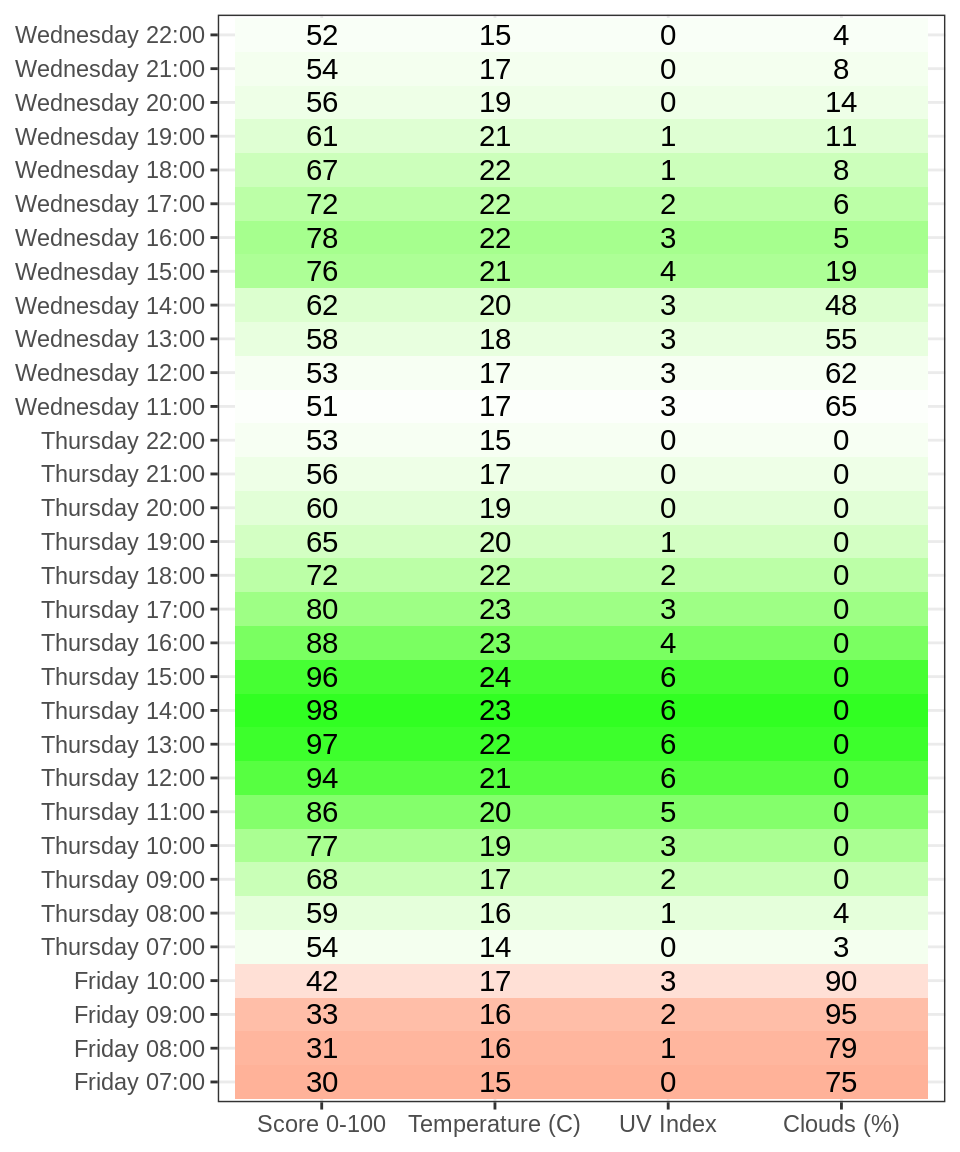 Wednesday 22:00 52 15 0 4
Wednesday 21:00 54 17 0 8
Wednesday 20:00 56 19 0 14
Wednesday 19:00 61 21 1 11
Wednesday 18:00 67 22 1 8
Wednesday 17:00 72 22 2 6
Wednesday 16:00 78 22 3 5
Wednesday 15:00 76 21 4 19
Wednesday 14:00 62 20 3 48
Wednesday 13:00 58 18 3 55
Wednesday 12:00 53 17 3 62
Wednesday 11:00 51 17 3 65
Thursday 22:00 53 15 0 0
Thursday 21:00 56 17 0 0
Thursday 20:00 60 19 0 0
Thursday 19:00 65 20 1 0
Thursday 18:00 72 22 2 0
Thursday 17:00 80 23 3 0
Thursday 16:00 88 23 4 0
Thursday 15:00 96 24 6 0
Thursday 14:00 98 23 6 0
Thursday 13:00 97 22 6 0
Thursday 12:00 94 21 6 0
Thursday 11:00 86 20 5 0
Thursday 10:00 77 19 3 0
Thursday 09:00 68 17 2 0
Thursday 08:00 59 16 1 4
Thursday 07:00 54 14 0 3
Friday 10:00 42 17 3 90
Friday 09:00 33 16 2 95
Friday 08:00 31 16 1 79
Friday 07:00 30 15 0 75
Score 0-100 Temperature (C) UV Index Clouds (%)